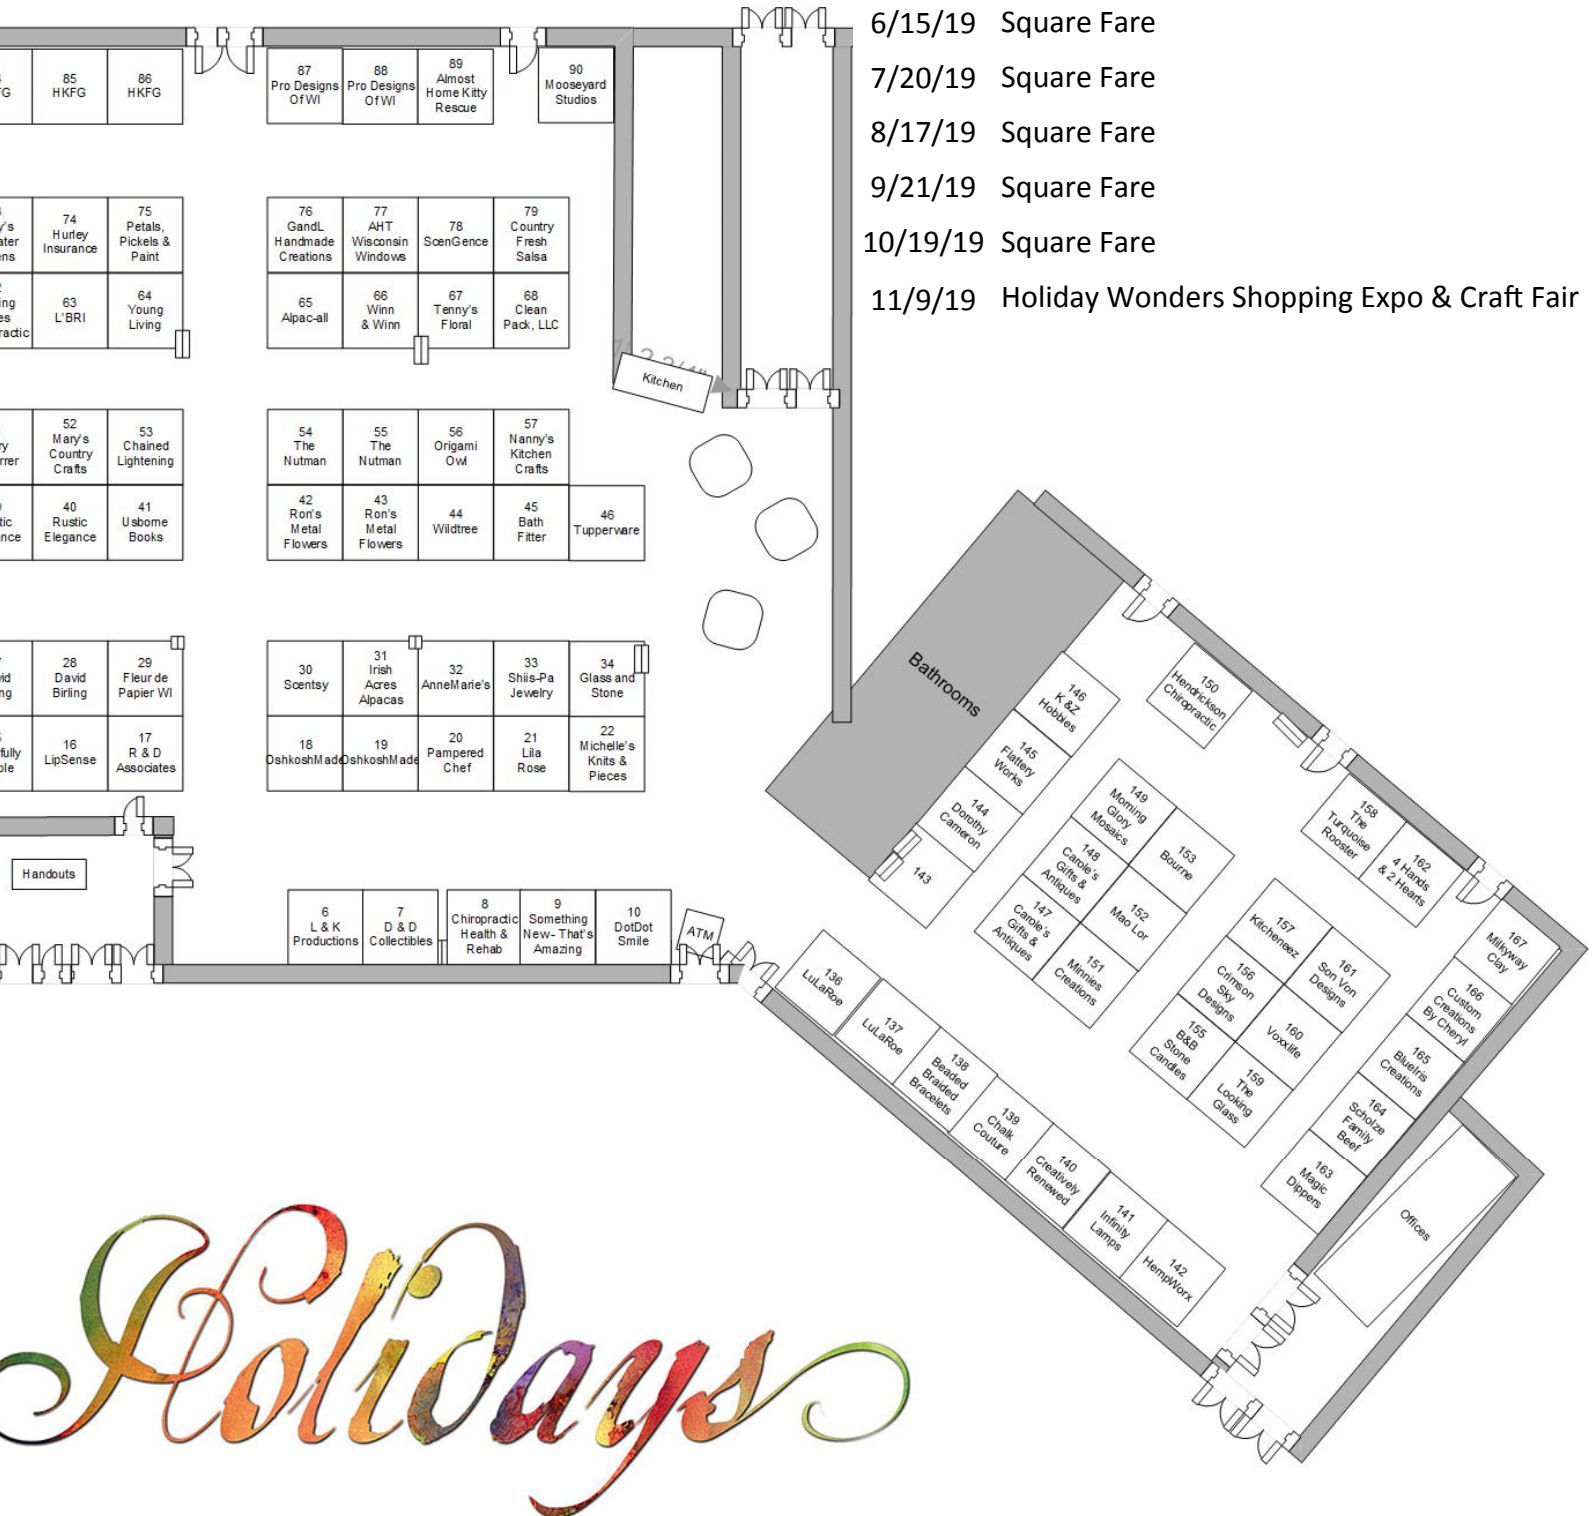 6/15/19 Square Fare
7/20/19 Square Fare
8/17/19 Square Fare
9/21/19 Square Fare
10/19/19 Square Fare
11/9/19 Holiday Wonders Shopping Expo & Craft Fair
85
HKFG
86
HKFG
87
Pro Designs
Of WI
88
Pro Designs
Of WI
89
Almost
Home Kitty
Rescue
90
Mooseyard
Studios
74
Hurley
Insurance
75
Petals,
Pickels &
Paint
76
GandL
Handmade
Creations
77
AHT
Wisconsin
Windows
78
ScenGence
79
Country
Fresh
Salsa
63
L'BRI
64
Young
Living
65
Alpac-all
66
Winn
& Winn
67
Tenny's
Floral
68
Clean
Pack, LLC
Kitchen
52
Mary's
Country
Crafts
53
Chained
Lightening
54
The
Nutman
55
The
Nutman
56
Origami
Owl
57
Nanny's
Kitchen
Crafts
40
Rustic
Elegance
41
Usborne
Books
42
Ron's
Metal
Flowers
43
Ron's
Metal
Flowers
44
Wildtree
45
Bath
Fitter
46
Tupperware
28
David
Birling
29
Fleur de
Papier WI
30
Scentsy
31
Irish
Acres
Alpacas
32
AnneMarie's
33
Shiis-Pa
Jewelry
34
Glass and
Stone
16
LipSense
17
R & D
Associates
18
OshkoshMade
19
OshkoshMade
20
Pampered
Chef
21
Lila
Rose
22
Michelle's
Knits &
Pieces
Handouts
6
L & K
Productions
7
D & D
Collectibles
8
Chiropractic
Health &
Rehab
9
Something
New- That's
Amazing
10
DotDot
Smile
ATM
Bathrooms
146
K &Z
Hobbies
145
Flattery
Works
144
Dorothy
Cameron
143
150
Hendrickson
Chiropractic
149
Morning
Glory
Mosaics
148
Carole's
Gifts &
Antiques
147
Carole's
Gifts &
Antiques
153
Bourne
152
Mao Lor
151
Minnies
Creations
158
The
Turquoise
Rooster
162
4 Hands
& 2 Hearts
157
Kitcheneez
156
Crimson
Sky
Designs
155
B&B
Stone
Candles
161
Son Von
Designs
160
Voxxlife
159
The
Looking
Glass
167
Milkyway
Clay
166
Custom
Creations
By Cheryl
165
BlueIris
Creations
164
Scholze
Family
Beef
163
Magic
Dippers
136
LuLaRoe
137
LuLaRoe
138
Beaded
Braided
Bracelets
139
Chalk
Couture
140
Creatively
Renewed
141
Infinity
Lamps
142
HempWorx
Offices
Holidays